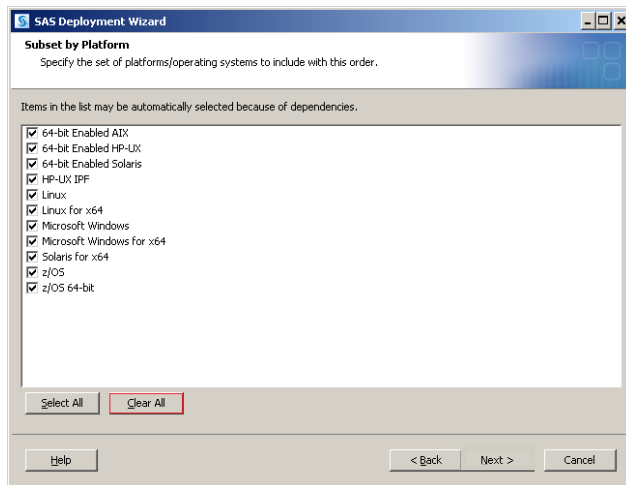 SAS Deployment Wizard
Subset by Platform
Specify the set of platforms/operating systems to include with this order.
Items in the list may be automatically selected because of dependencies.
64-bit Enabled AIX
64-bit Enabled HP-UX
64-bit Enabled Solaris
HP-UX IPF
Linux
Linux for x64
Microsoft Windows
Microsoft Windows for x64
Solaris for x64
z/OS
z/OS 64-bit
Select All Clear All
Help < Back Next > Cancel